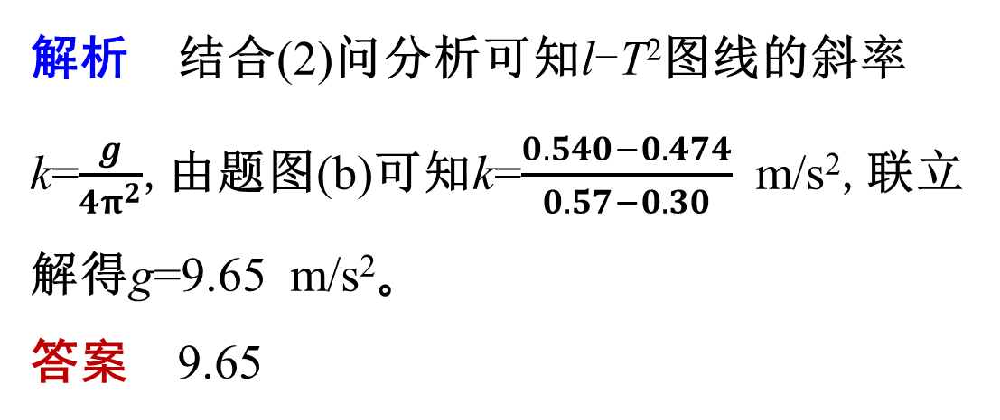 解析 结合(2)问分析可知l−T²图线的斜率
k=g/4π², 由题图(b)可知k=0.540−0.474/0.57−0.30 m/s², 联立
解得g=9.65 m/s²。
答案 9.65